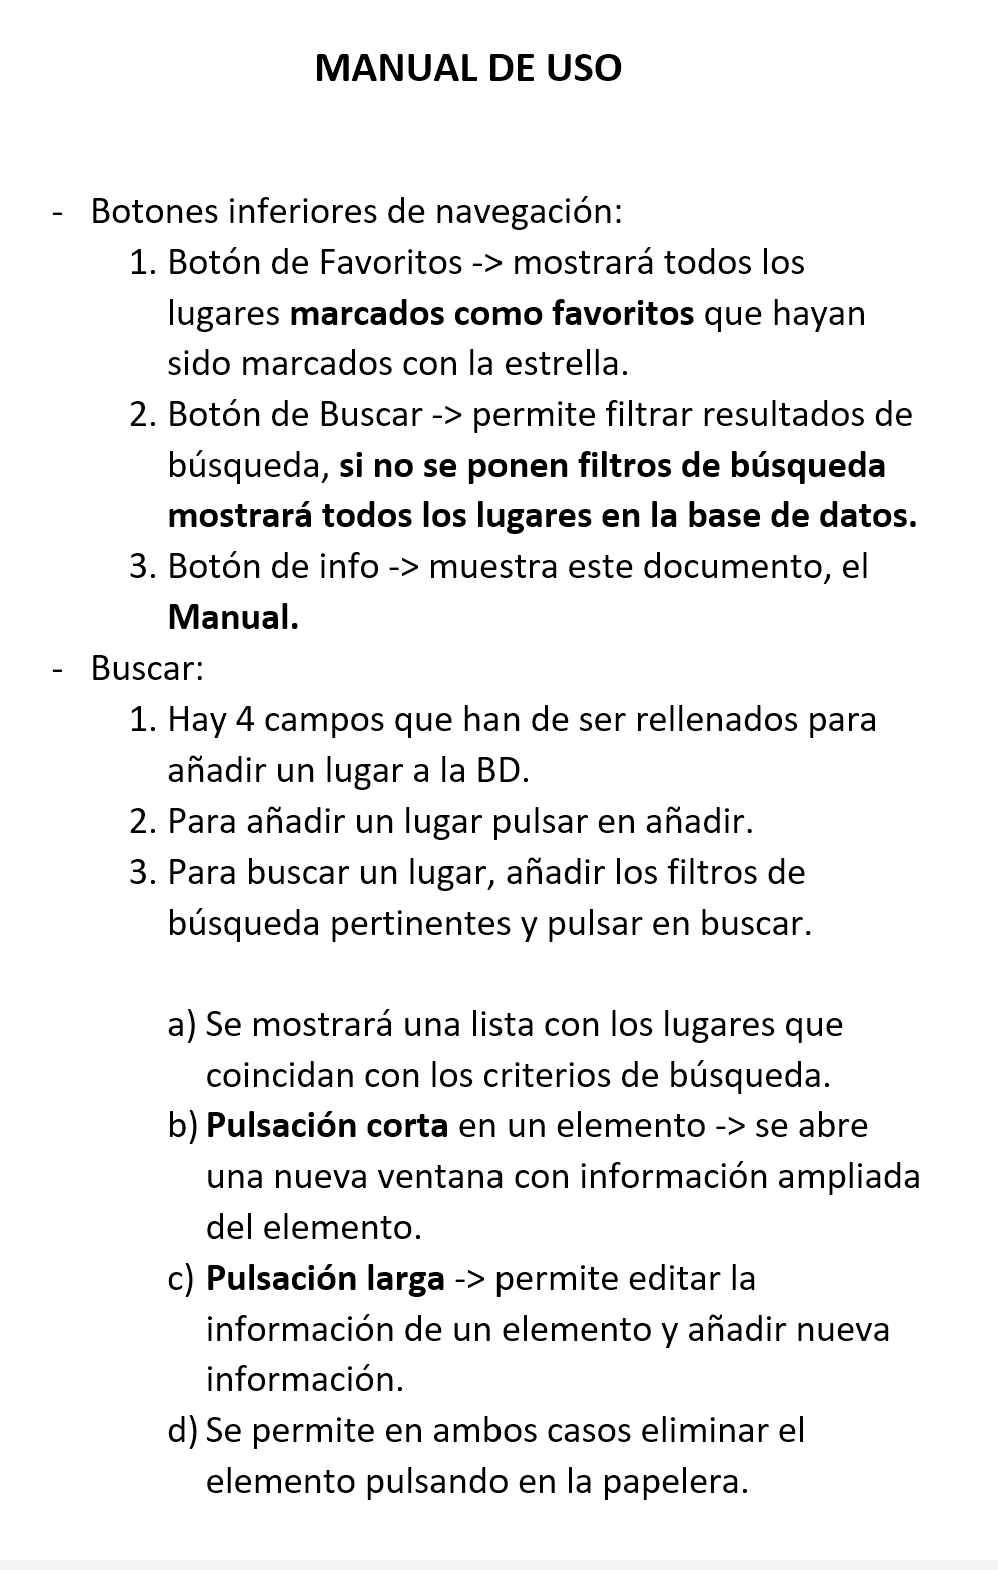 MANUAL DE USO
- Botones inferiores de navegación:
1. Botón de Favoritos -> mostrará todos los
lugares marcados como favoritos que hayan
sido marcados con la estrella.
2. Botón de Buscar -> permite filtrar resultados de
búsqueda, si no se ponen filtros de búsqueda
mostrará todos los lugares en la base de datos.
3. Botón de info -> muestra este documento, el
Manual.
- Buscar:
1. Hay 4 campos que han de ser rellenados para
añadir un lugar a la BD.
2. Para añadir un lugar pulsar en añadir.
3. Para buscar un lugar, añadir los filtros de
búsqueda pertinentes y pulsar en buscar.
a) Se mostrará una lista con los lugares que
coincidan con los criterios de búsqueda.
b) Pulsación corta en un elemento -> se abre
una nueva ventana con información ampliada
del elemento.
c) Pulsación larga -> permite editar la
información de un elemento y añadir nueva
información.
d) Se permite en ambos casos eliminar el
elemento pulsando en la papelera.